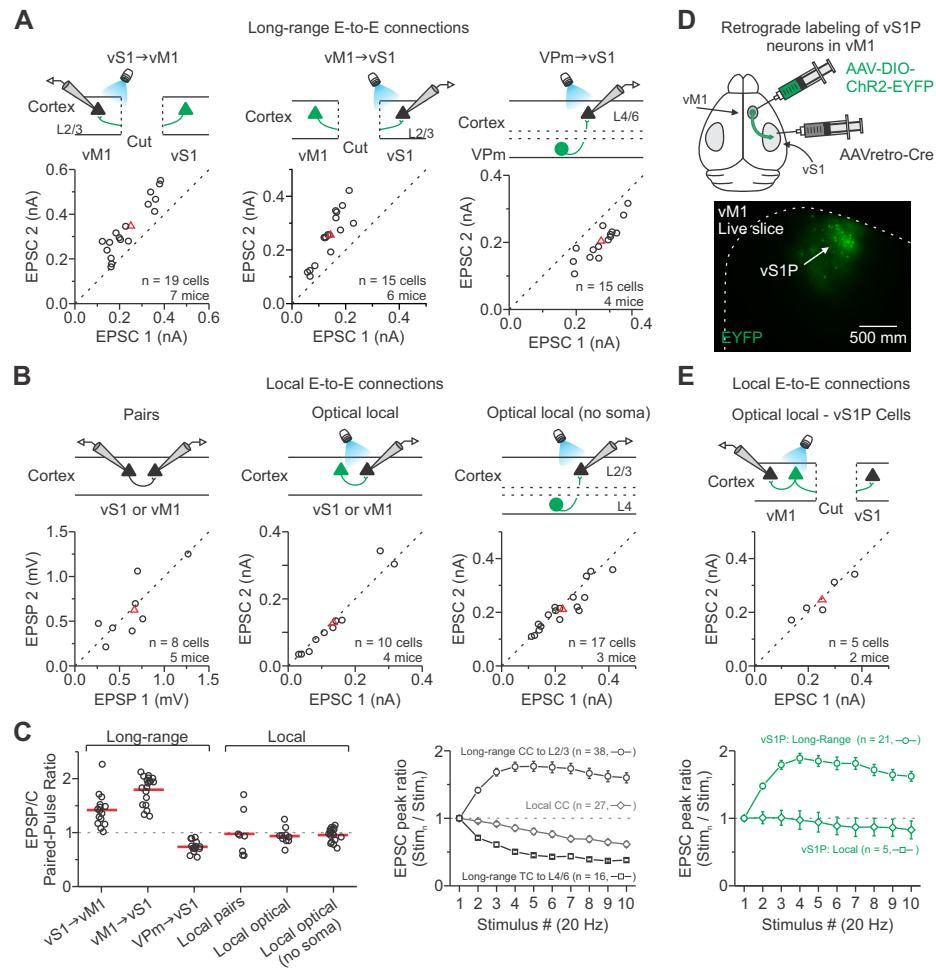 A
Long-range E-to-E connections
vS1→vM1
Cortex
L2/3
Cut
vM1
vS1
EPSC 2 (nA)
0.6
0.4
0.2
0.0
n = 19 cells
7 mice
0.0 0.2 0.4 0.6
EPSC 1 (nA)
vM1→vS1
L2/3
Cut
vM1
vS1
EPSC 2 (nA)
0.6
0.4
0.2
0.0
n = 15 cells
6 mice
0.0 0.2 0.4 0.6
EPSC 1 (nA)
VPm→vS1
L4/6
Cortex
VPm
EPSC 2 (nA)
0.4
0.2
0.0
n = 15 cells
4 mice
0.0 0.2 0.4
EPSC 1 (nA)
B
Local E-to-E connections
Pairs
Cortex
vS1 or vM1
EPSP 2 (mV)
1.5
1.0
0.5
0.0
n = 8 cells
5 mice
0.0 0.5 1.0 1.5
EPSP 1 (mV)
Optical local
vS1 or vM1
EPSC 2 (nA)
0.4
0.2
0.0
n = 10 cells
4 mice
0.0 0.2 0.4
EPSC 1 (nA)
Optical local (no soma)
L2/3
Cortex
L4
EPSC 2 (nA)
0.4
0.2
0.0
n = 17 cells
3 mice
0.0 0.2 0.4
EPSC 1 (nA)
C
Long-range
Local
EPSP/C
Paired-Pulse Ratio
2
1
0
vS1→vM1
vM1→vS1
VPm→vS1
Local pairs
Local optical
Local optical
(no soma)
EPSC peak ratio
(Stimₙ / Stim₁)
2
1
0
Long-range CC to L2/3 (n = 38, )
Local CC (n = 27, )
Long-range TC to L4/6 (n = 16, )
1 2 3 4 5 6 7 8 9 10
Stimulus # (20 Hz)
D
Retrograde labeling of vS1P
neurons in vM1
AAV-DIO-
ChR2-EYFP
vM1
AAVretro-Cre
vS1
vM1
Live slice
vS1P
EYFP
500 mm
E
Local E-to-E connections
Optical local - vS1P Cells
Cortex
vM1
Cut
vS1
EPSC 2 (nA)
0.4
0.2
0.0
n = 5 cells
2 mice
0.0 0.2 0.4
EPSC 1 (nA)
EPSC peak ratio
(Stimₙ / Stim₁)
2
1
0
vS1P: Long-Range (n = 21, )
vS1P: Local (n = 5, )
1 2 3 4 5 6 7 8 9 10
Stimulus # (20 Hz)